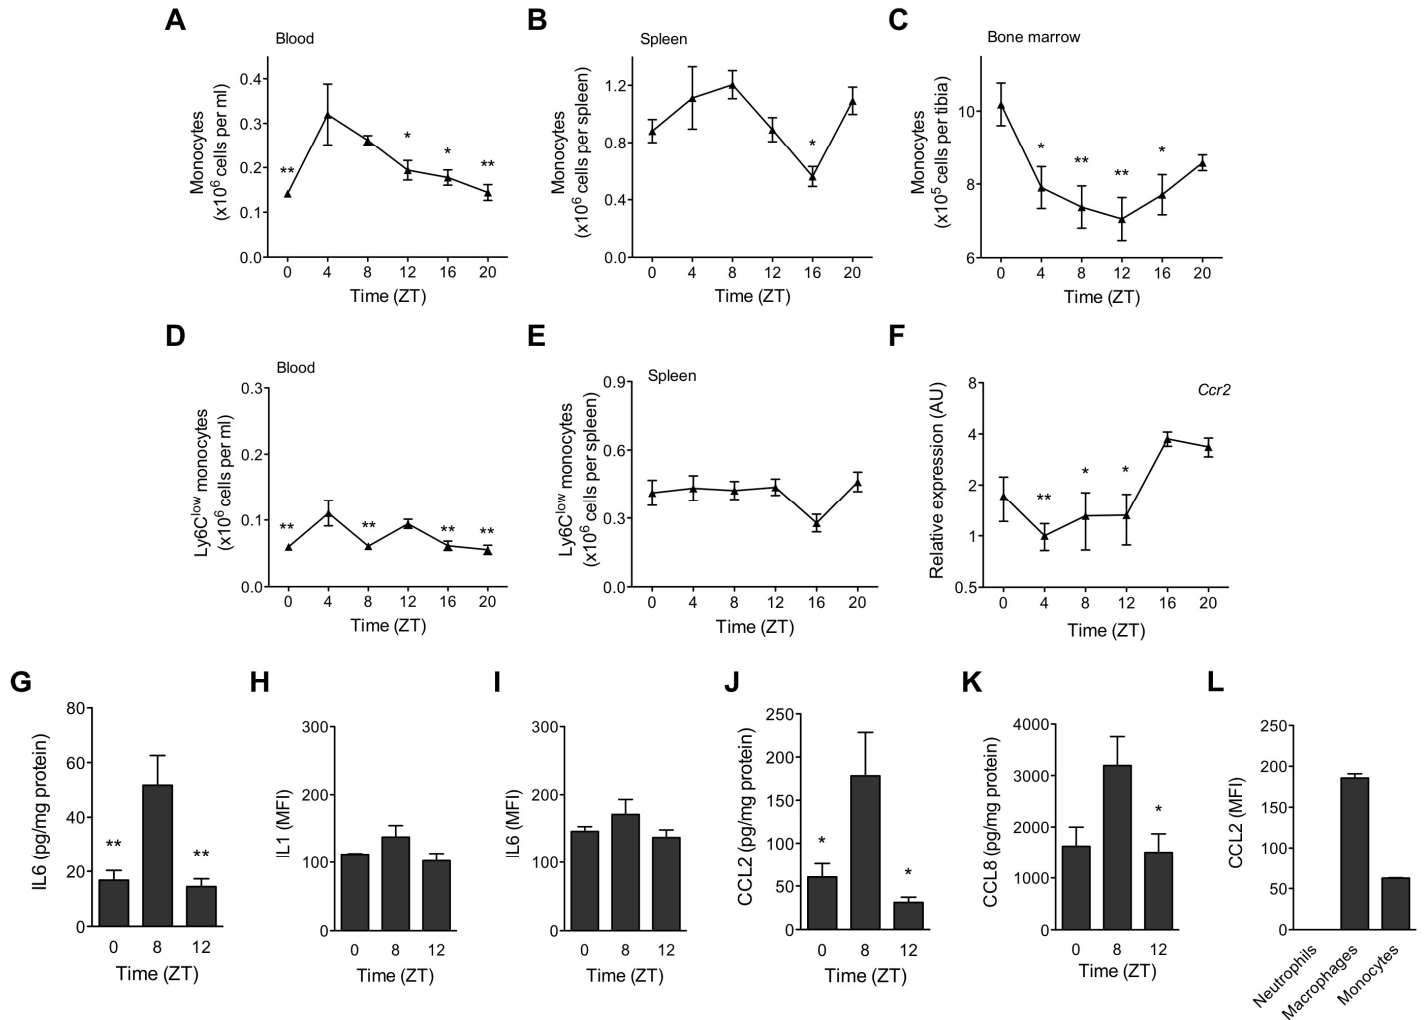 A
Blood
Monocytes
(x10⁶ cells per ml)
0.4
0.3
0.2
0.1
0.0
**
*
*
**
0 4 8 12 16 20
Time (ZT)
B
Spleen
Monocytes
(x10⁶ cells per spleen)
1.2
0.8
0.4
0.0
*
0 4 8 12 16 20
Time (ZT)
C
Bone marrow
Monocytes
(x10⁵ cells per tibia)
10
8
6
*
**
**
*
0 4 8 12 16 20
Time (ZT)
D
Blood
Ly6C^low monocytes
(x10⁶ cells per ml)
0.3
0.2
0.1
0.0
**
**
**
**
0 4 8 12 16 20
Time (ZT)
E
Spleen
Ly6C^low monocytes
(x10⁶ cells per spleen)
0.9
0.6
0.3
0.0
0 4 8 12 16 20
Time (ZT)
F
Ccr2
Relative expression (AU)
8
4
2
1
0.5
**
*
*
0 4 8 12 16 20
Time (ZT)
G
IL6 (pg/mg protein)
80
60
40
20
0
**
**
0 8 12
Time (ZT)
H
IL1 (MFI)
300
200
100
0
0 8 12
Time (ZT)
I
IL6 (MFI)
300
200
100
0
0 8 12
Time (ZT)
J
CCL2 (pg/mg protein)
250
200
150
100
50
0
*
*
0 8 12
Time (ZT)
K
CCL8 (pg/mg protein)
4000
3000
2000
1000
0
*
0 8 12
Time (ZT)
L
CCL2 (MFI)
250
200
150
100
50
0
Neutrophils
Macrophages
Monocytes